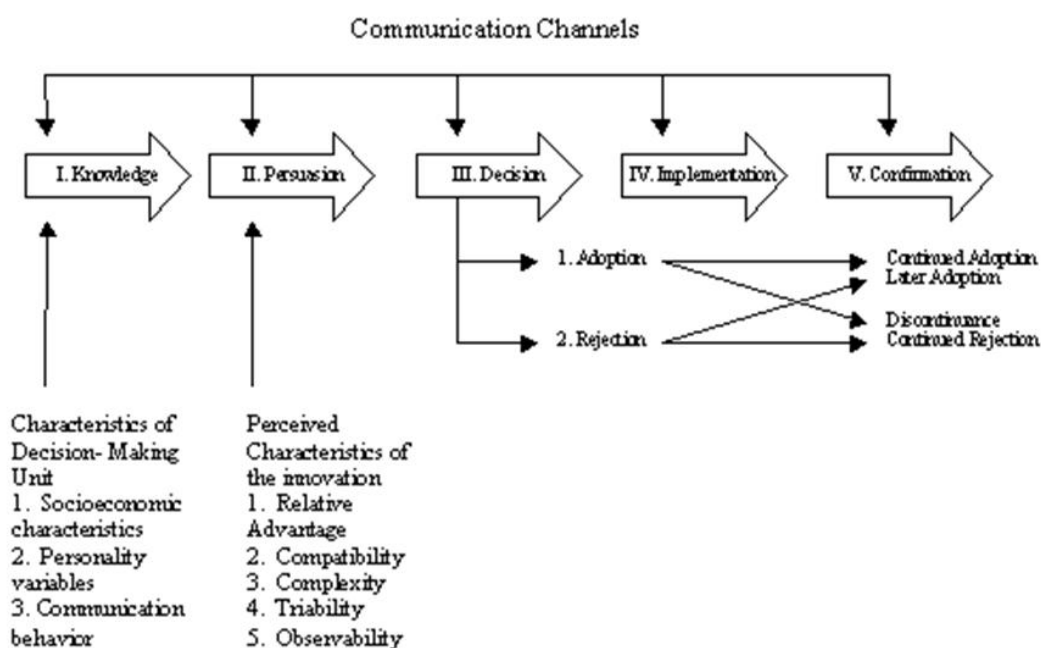 Communication Channels
I. Knowledge
II. Persuasion
III. Decision
IV. Implementation
V. Confirmation
1. Adoption
Continued Adoption
Later Adoption
Discontinuance
2. Rejection
Continued Rejection
Characteristics of
Decision- Making
Unit
1. Socioeconomic
characteristics
2. Personality
variables
3. Communication
behavior
Perceived
Characteristics of
the innovation
1. Relative
Advantage
2. Compatibility
3. Complexity
4. Triability
5. Observability